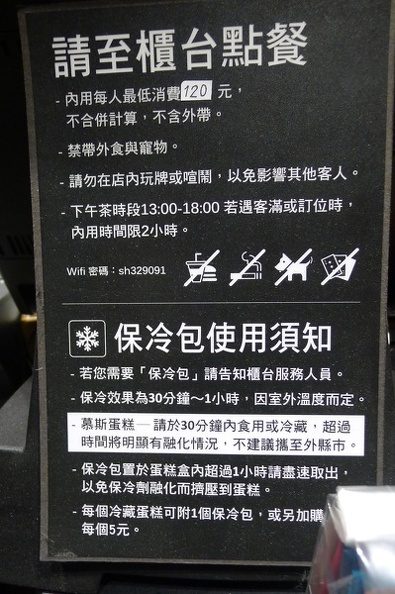 請至櫃台點餐
- 內用每人最低消費120 元，
不合併計算，不含外帶。
- 禁帶外食與寵物。
- 請勿在店內玩牌或喧鬧，以免影響其他客人。
- 下午茶時段13:00-18:00 若遇客滿或訂位時，
內用時間限2小時。
Wifi 密碼：sh329091
保冷包使用須知
- 若您需要「保冷包」請告知櫃台服務人員。
- 保冷效果為30分鐘～1小時，因室外溫度而定。
- 慕斯蛋糕─ 請於30分鐘內食用或冷藏，超過
時間將明顯有融化情況，不建議攜至外縣市。
- 保冷包置於蛋糕盒內超過1小時請盡速取出，
以免保冷劑融化而擠壓到蛋糕。
- 每個冷藏蛋糕可附1個保冷包，或另加購
每個5元。